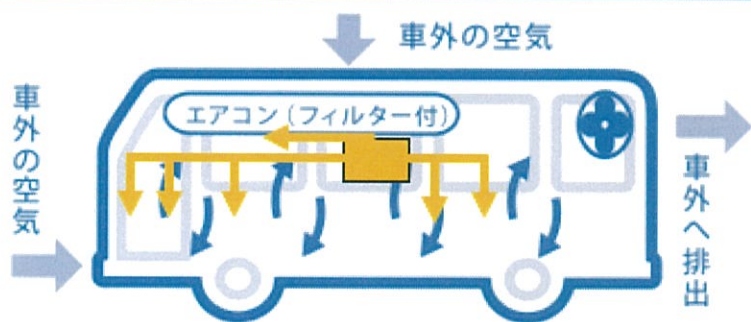 車外の空気
車外の空気
エアコン(フィルター付)
車外へ排出